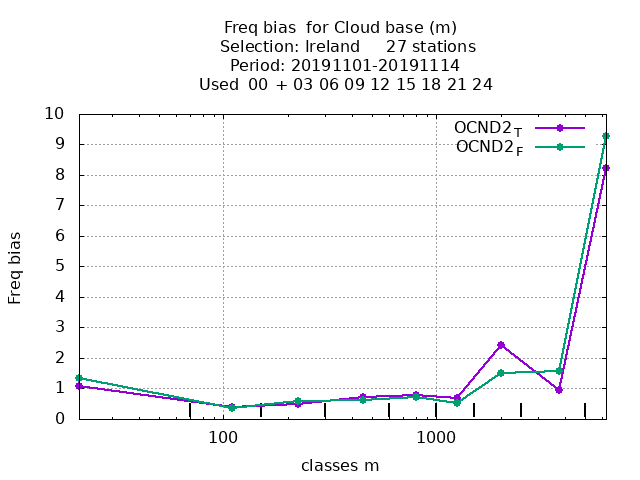 Freq bias  for Cloud base (m)
Selection: Ireland     27 stations
Period: 20191101-20191114
Used  00 + 03 06 09 12 15 18 21 24
10
9
8
7
6
5
4
3
2
1
0
Freq bias
OCND2_T
OCND2_F
100
1000
classes m